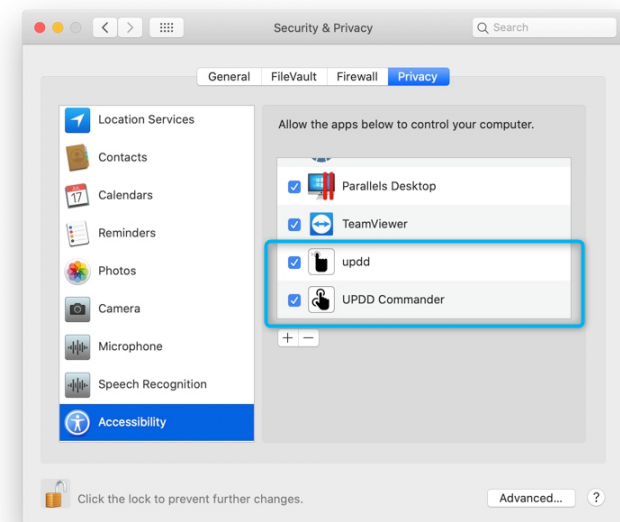 Security & Privacy
Search
General FileVault Firewall Privacy
Location Services
Contacts
JUL
17
Calendars
Reminders
Photos
Camera
Microphone
Speech Recognition
Accessibility
Allow the apps below to control your computer.
Parallels Desktop
TeamViewer
updd
UPDD Commander
+ −
Click the lock to prevent further changes.
Advanced... ?